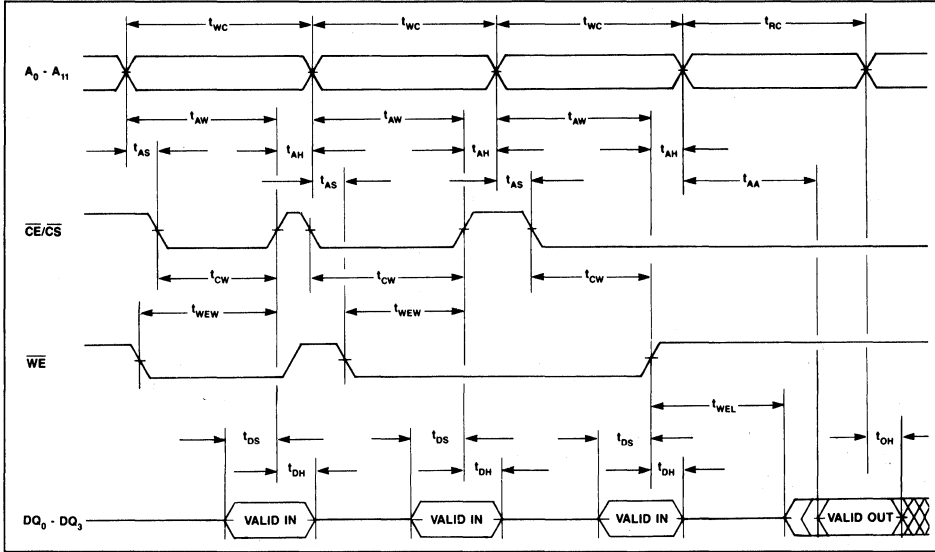 tWC tWC tWC tRC
A0 - A11
tAW tAW tAW
tAS tAH tAH tAH
tAS tAS tAA
CE/CS
tCW tCW tCW
tWEW tWEW
WE
tWEL
tDS tDS tDS tOH
tDH tDH tDH
DQ0 - DQ3 VALID IN VALID IN VALID IN VALID OUT